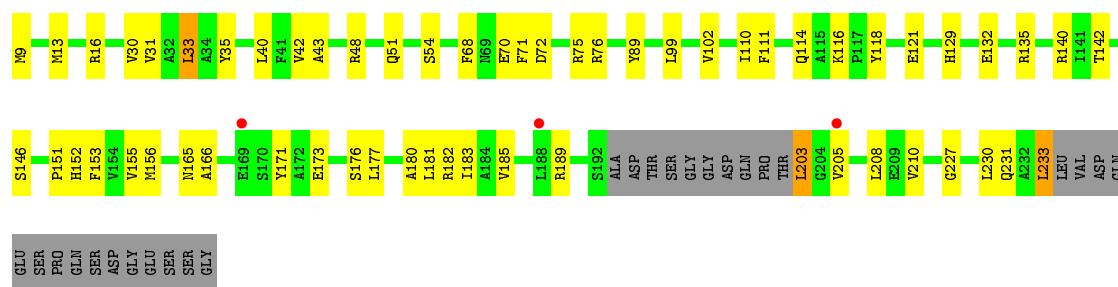 M9 M13 R16 V30 V31 A32 L33 A34 Y35 L40 F41 V42 A43 R48 Q51 S54 F68 N69 E70 F71 D72 R75 R76 Y89 L99 V102 I110 F111 Q114 A115 K116 P117 Y118 E121 H129 E132 R135 R140 I141 T142
S146 P151 H152 F153 V154 V155 M156 N165 A166 E169 S170 Y171 A172 E173 S176 L177 A180 L181 R182 I183 A184 V185 L188 R189 S192 ALA ASP THR SER GLY GLY ASP GLN PRO THR L203 G204 V205 L208 E209 V210 G227 L230 Q231 A232 L233 LEU VAL ASP GLN
GLU SER PRO GLN SER ASP GLY GLU SER SER GLY